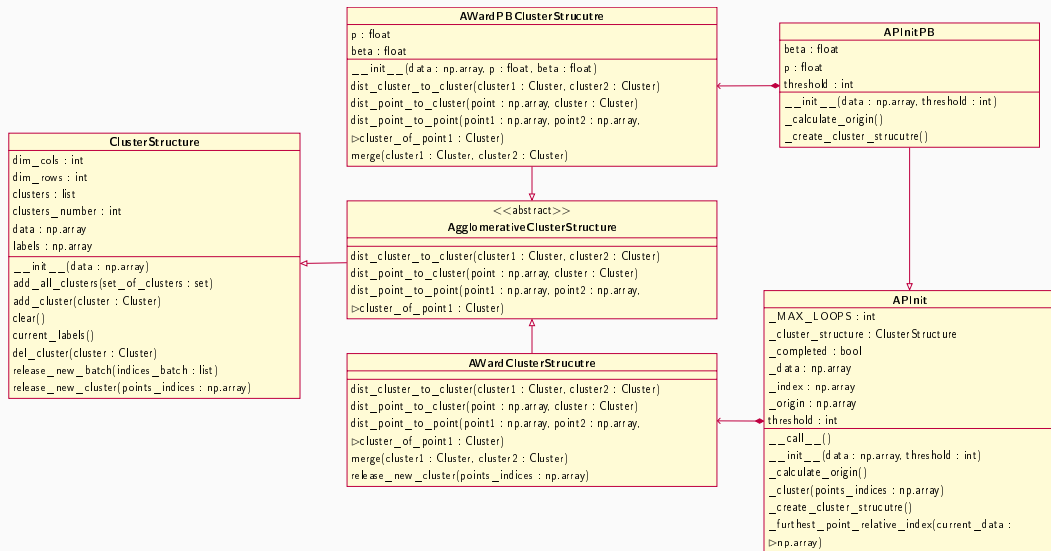 AWardPBClusterStrucutre
p : float
beta : float
__init__(data : np.array, p : float, beta : float)
dist_cluster_to_cluster(cluster1 : Cluster, cluster2 : Cluster)
dist_point_to_cluster(point : np.array, cluster : Cluster)
dist_point_to_point(point1 : np.array, point2 : np.array,
▷cluster_of_point1 : Cluster)
merge(cluster1 : Cluster, cluster2 : Cluster)
APInitPB
beta : float
p : float
threshold : int
__init__(data : np.array, threshold : int)
_calculate_origin()
_create_cluster_strucutre()
ClusterStructure
dim_cols : int
dim_rows : int
clusters : list
clusters_number : int
data : np.array
labels : np.array
__init__(data : np.array)
add_all_clusters(set_of_clusters : set)
add_cluster(cluster : Cluster)
clear()
current_labels()
del_cluster(cluster : Cluster)
release_new_batch(indices_batch : list)
release_new_cluster(points_indices : np.array)
<<abstract>>
AgglomerativeClusterStructure
dist_cluster_to_cluster(cluster1 : Cluster, cluster2 : Cluster)
dist_point_to_cluster(point : np.array, cluster : Cluster)
dist_point_to_point(point1 : np.array, point2 : np.array,
▷cluster_of_point1 : Cluster)
AWardClusterStrucutre
dist_cluster_to_cluster(cluster1 : Cluster, cluster2 : Cluster)
dist_point_to_cluster(point : np.array, cluster : Cluster)
dist_point_to_point(point1 : np.array, point2 : np.array,
▷cluster_of_point1 : Cluster)
merge(cluster1 : Cluster, cluster2 : Cluster)
release_new_cluster(points_indices : np.array)
APInit
_MAX_LOOPS : int
_cluster_structure : ClusterStructure
_completed : bool
_data : np.array
_index : np.array
_origin : np.array
threshold : int
__call__()
__init__(data : np.array, threshold : int)
_calculate_origin()
_cluster(points_indices : np.array)
_create_cluster_strucutre()
_furthest_point_relative_index(current_data :
▷np.array)